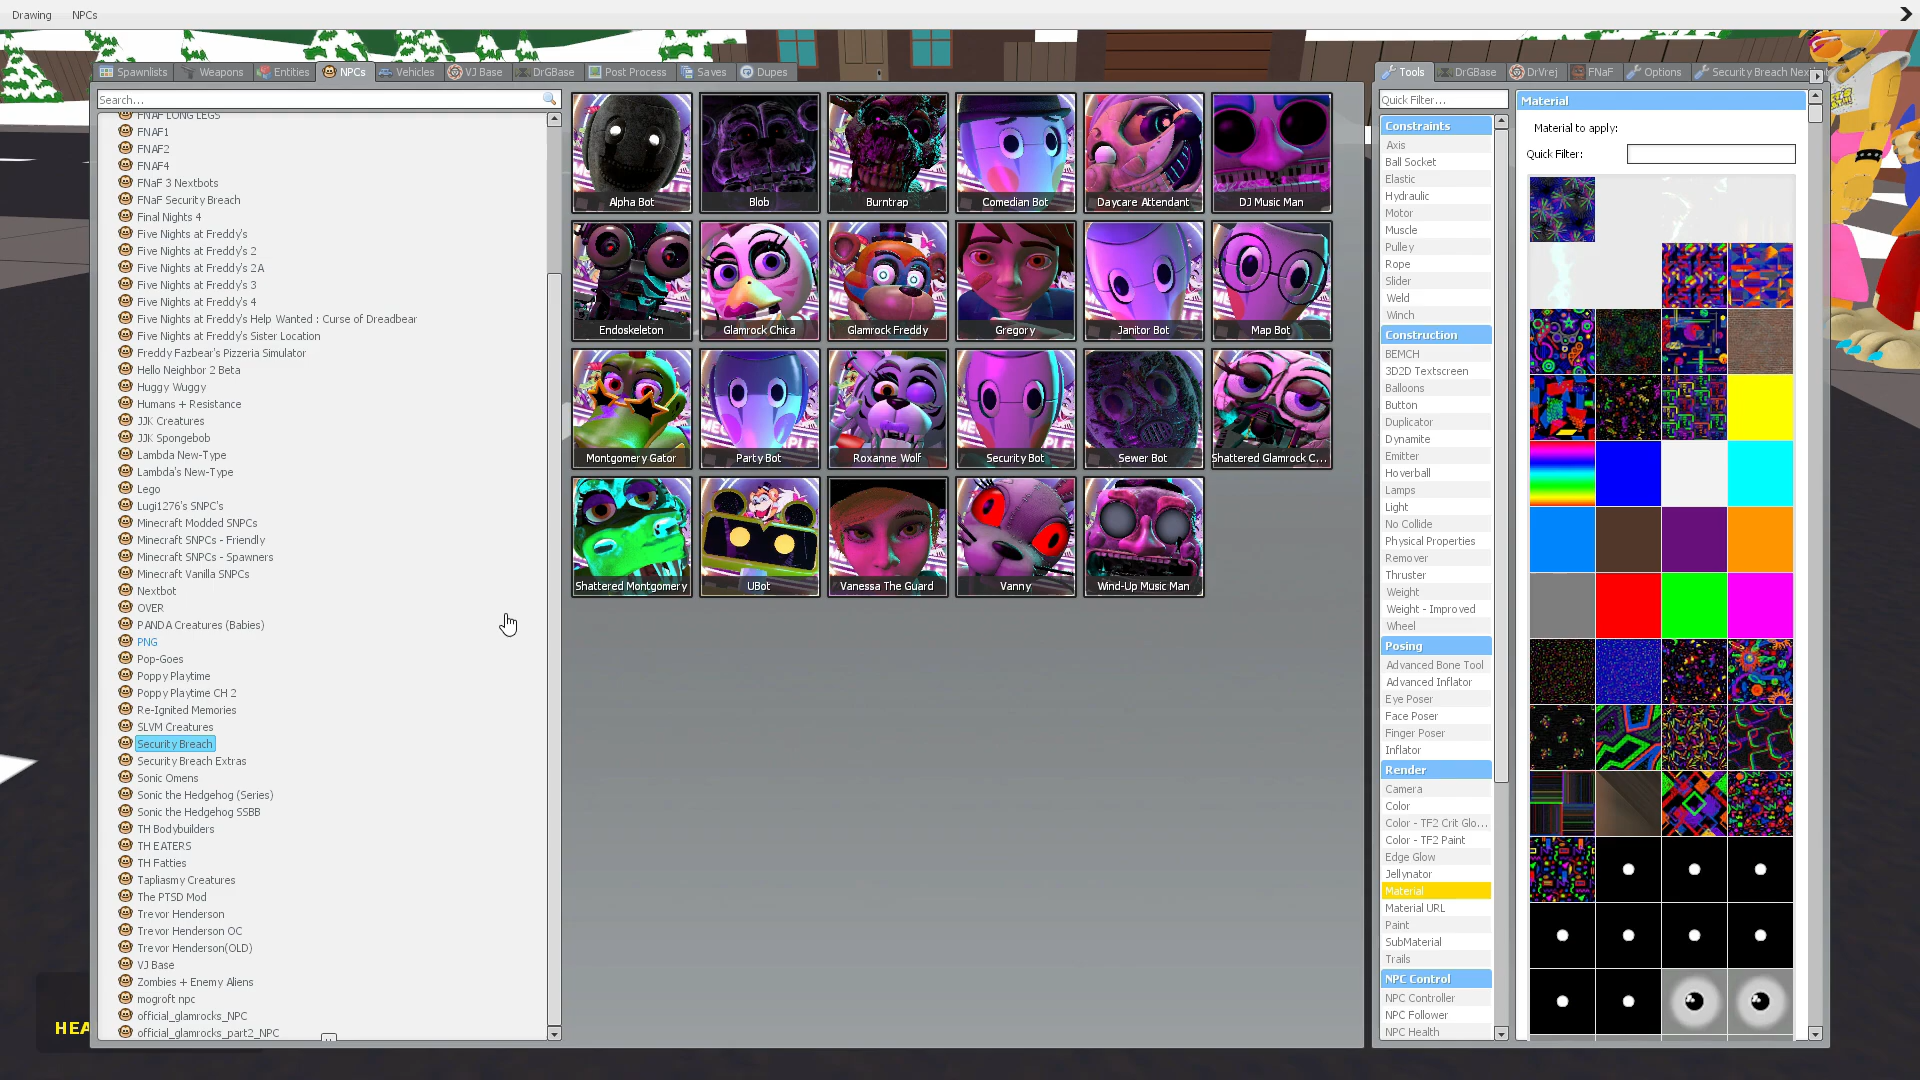 Drawing NPCs
Spawnlists Weapons Entities NPCs Vehicles VJ Base DrGBase Post Process Saves Dupes
Search...
FNAF LONG LEGS
FNAF1
FNAF2
FNAF4
FNaF 3 Nextbots
FNaF Security Breach
Final Nights 4
Five Nights at Freddy's
Five Nights at Freddy's 2
Five Nights at Freddy's 2A
Five Nights at Freddy's 3
Five Nights at Freddy's 4
Five Nights at Freddy's Help Wanted : Curse of Dreadbear
Five Nights at Freddy's Sister Location
Freddy Fazbear's Pizzeria Simulator
Hello Neighbor 2 Beta
Huggy Wuggy
Humans + Resistance
JJK Creatures
JJK Spongebob
Lambda New-Type
Lambda's New-Type
Lego
Lugi1276's SNPC's
Minecraft Modded SNPCs
Minecraft SNPCs - Friendly
Minecraft SNPCs - Spawners
Minecraft Vanilla SNPCs
Nextbot
OVER
PANDA Creatures (Babies)
PNG
Pop-Goes
Poppy Playtime
Poppy Playtime CH 2
Re-Ignited Memories
SLVM Creatures
Security Breach
Security Breach Extras
Sonic Omens
Sonic the Hedgehog (Series)
Sonic the Hedgehog SSBB
TH Bodybuilders
TH EATERS
TH Fatties
Tapliasmy Creatures
The PTSD Mod
Trevor Henderson
Trevor Henderson OC
Trevor Henderson(OLD)
VJ Base
Zombies + Enemy Aliens
mogroft npc
official_glamrocks_NPC
official_glamrocks_part2_NPC
HEA
Alpha Bot Blob Burntrap Comedian Bot Daycare Attendant DJ Music Man
Endoskeleton Glamrock Chica Glamrock Freddy Gregory Janitor Bot Map Bot
Montgomery Gator Party Bot Roxanne Wolf Security Bot Sewer Bot Shattered Glamrock C...
Shattered Montgomery UBot Vanessa The Guard Vanny Wind-Up Music Man
Tools DrGBase DrVrej FNaF Options Security Breach Nex
Quick Filter...
Constraints
Axis
Ball Socket
Elastic
Hydraulic
Motor
Muscle
Pulley
Rope
Slider
Weld
Winch
Construction
BEMCH
3D2D Textscreen
Balloons
Button
Duplicator
Dynamite
Emitter
Hoverball
Lamps
Light
No Collide
Physical Properties
Remover
Thruster
Weight
Weight - Improved
Wheel
Posing
Advanced Bone Tool
Advanced Inflator
Eye Poser
Face Poser
Finger Poser
Inflator
Render
Camera
Color
Color - TF2 Crit Glo...
Color - TF2 Paint
Edge Glow
Jellynator
Material
Material URL
Paint
SubMaterial
Trails
NPC Control
NPC Controller
NPC Follower
NPC Health
Material
Material to apply:
Quick Filter: